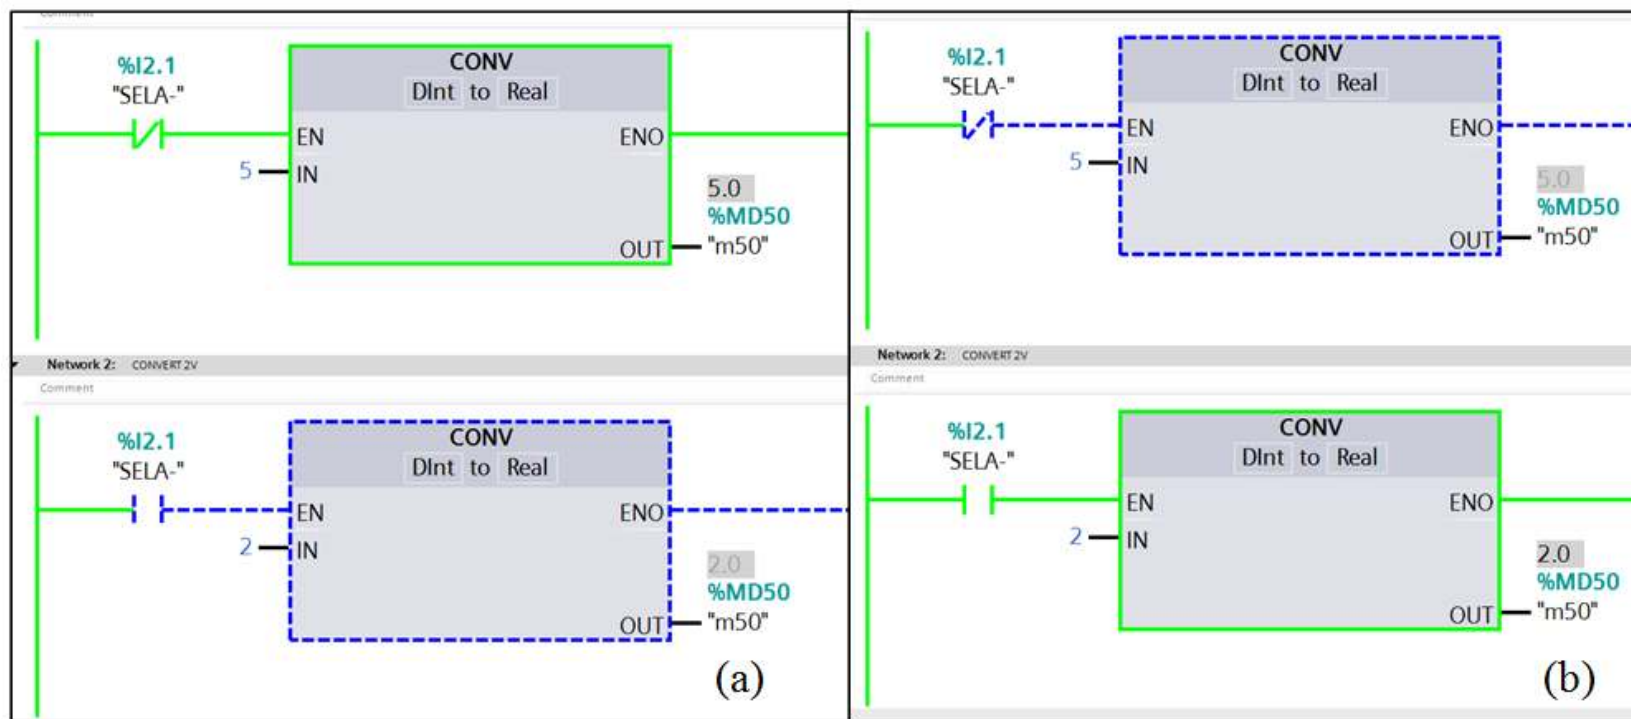 Comment
%I2.1
"SELA-"
CONV
DInt to Real
EN
ENO
5
IN
5.0
%MD50
OUT
"m50"
Network 2: CONVERT 2V
Comment
%I2.1
"SELA-"
CONV
DInt to Real
EN
ENO
2
IN
2.0
%MD50
OUT
"m50"
(a)
%I2.1
"SELA-"
CONV
DInt to Real
EN
ENO
5
IN
5.0
%MD50
OUT
"m50"
Network 2: CONVERT 2V
Comment
%I2.1
"SELA-"
CONV
DInt to Real
EN
ENO
2
IN
2.0
%MD50
OUT
"m50"
(b)